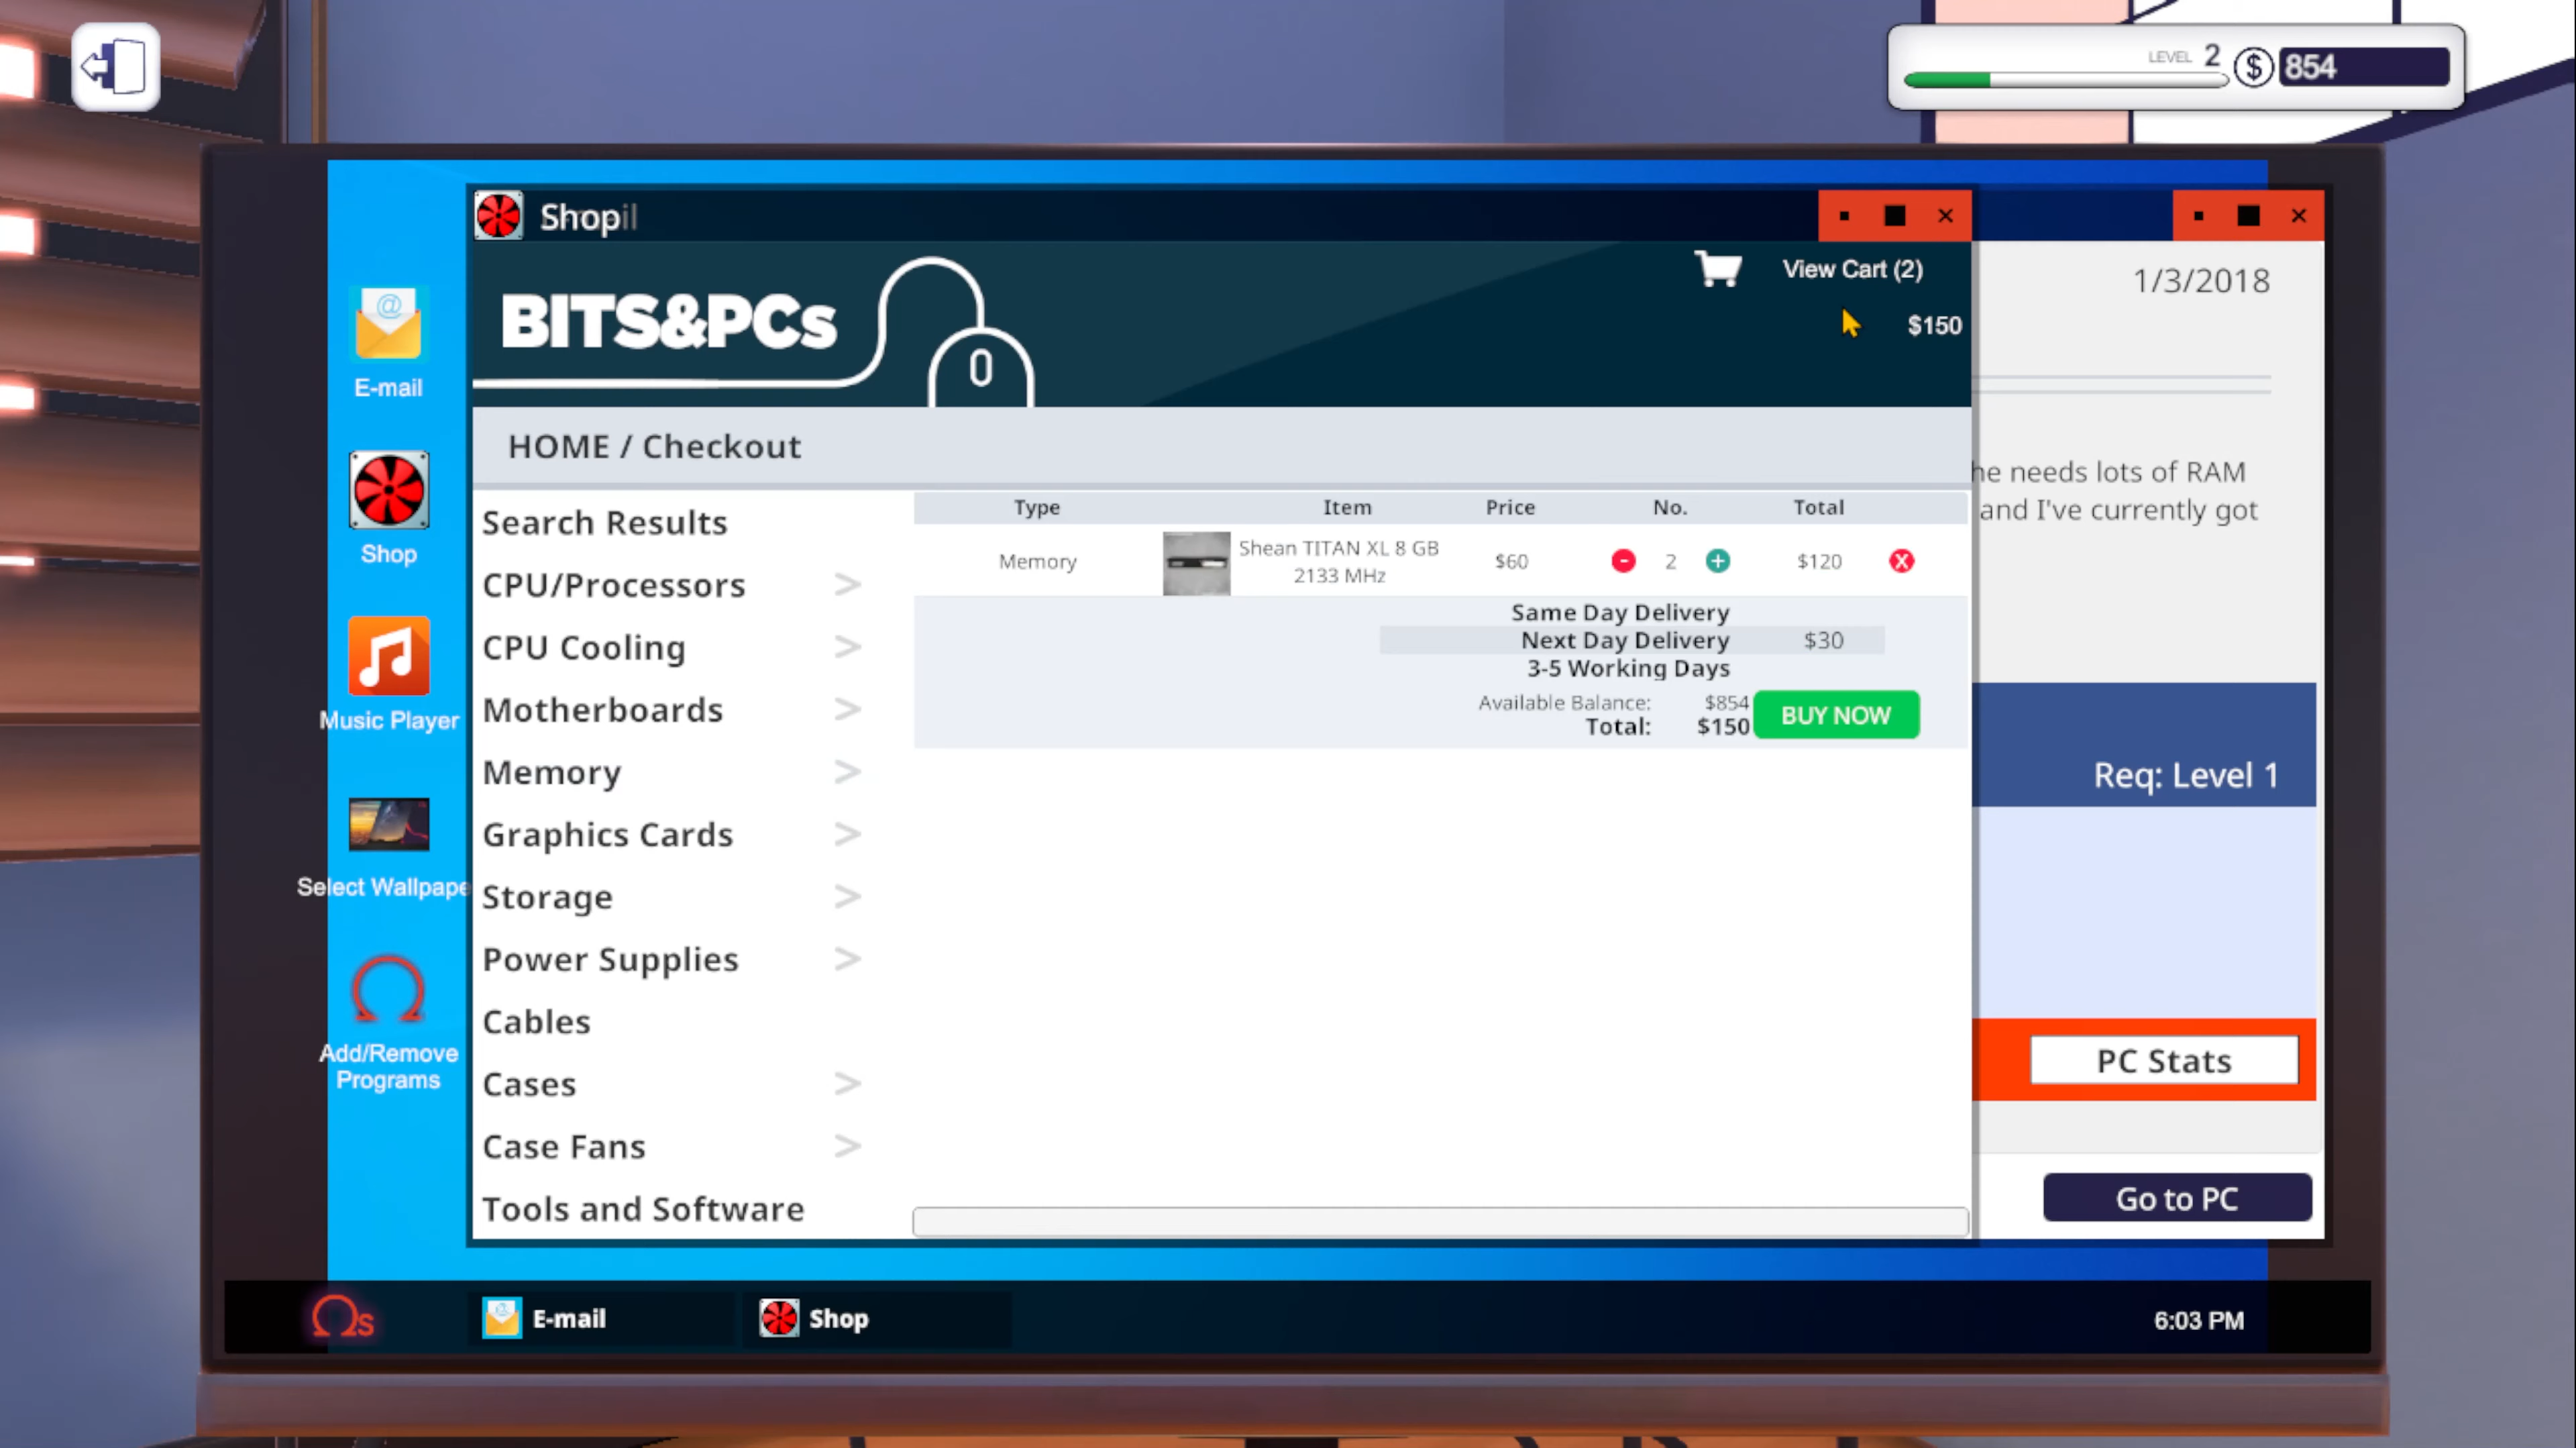 LEVEL 2 $ 854
Shop
View Cart (2)
$150
BITS&PCs
HOME / Checkout
Search Results
CPU/Processors >
CPU Cooling >
Motherboards >
Memory >
Graphics Cards >
Storage >
Power Supplies >
Cables
Cases >
Case Fans >
Tools and Software
Type Item Price No. Total
Memory Shean TITAN XL 8 GB $60 - 2 + $120 X
2133 MHz
Same Day Delivery
Next Day Delivery $30
3-5 Working Days
Available Balance: $854
Total: $150
BUY NOW
1/3/2018
he needs lots of RAM
and I've currently got
Req: Level 1
PC Stats
Go to PC
E-mail
Shop
Music Player
Select Wallpape
Add/Remove
Programs
Ωs
E-mail
Shop
6:03 PM